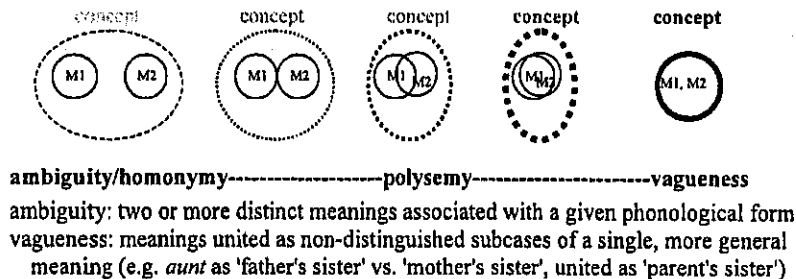 concept concept concept concept concept
M1 M2 M1 M2 M1 M2 M1 M2 M1, M2
ambiguity/homonymy------------------polysemy------------------vagueness
ambiguity: two or more distinct meanings associated with a given phonological form
vagueness: meanings united as non-distinguished subcases of a single, more general
meaning (e.g. aunt as 'father's sister' vs. 'mother's sister', united as 'parent's sister')